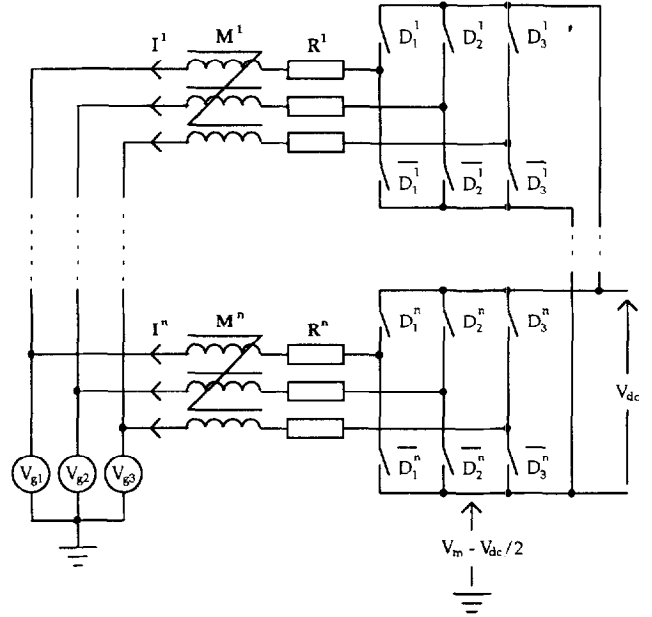 I¹ M¹ R¹ D₁¹ D₂¹ D₃¹
D̅₁¹ D̅₂¹ D̅₃¹
Iⁿ Mⁿ Rⁿ D₁ⁿ D₂ⁿ D₃ⁿ
V_dc
D̅₁ⁿ D̅₂ⁿ D̅₃ⁿ
V_g1 V_g2 V_g3
V_m - V_dc/2